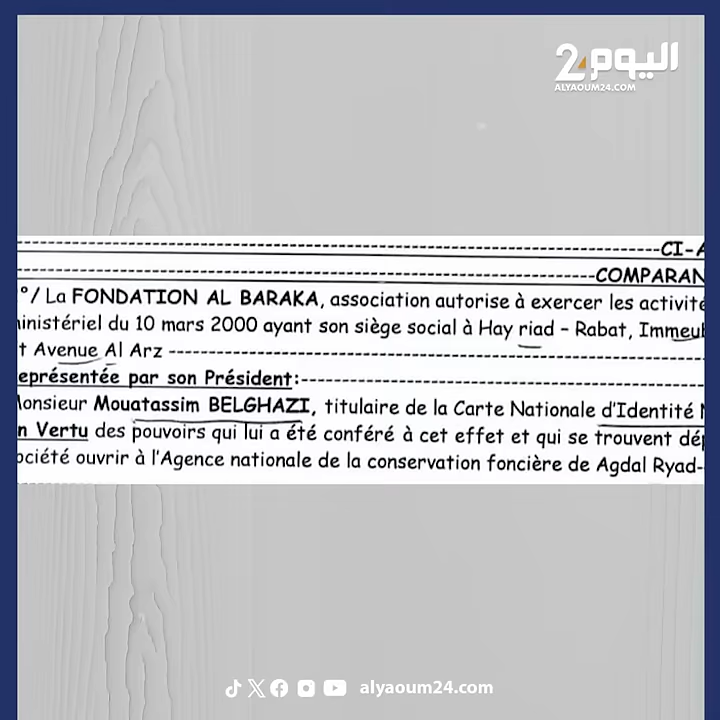 اليوم 24
ALYAOUM24.COM
CI-A
COMPARAN
°/ La FONDATION AL BARAKA, association autorise à exercer les activité
inistériel du 10 mars 2000 ayant son siège social à Hay riad – Rabat, Immeub
t Avenue Al Arz
eprésentée par son Président:
Monsieur Mouatassim BELGHAZI, titulaire de la Carte Nationale d'Identité N
n Vertu des pouvoirs qui lui a été conféré à cet effet et qui se trouvent dép
ociété ouvrir à l'Agence nationale de la conservation foncière de Agdal Ryad-
alyaoum24.com